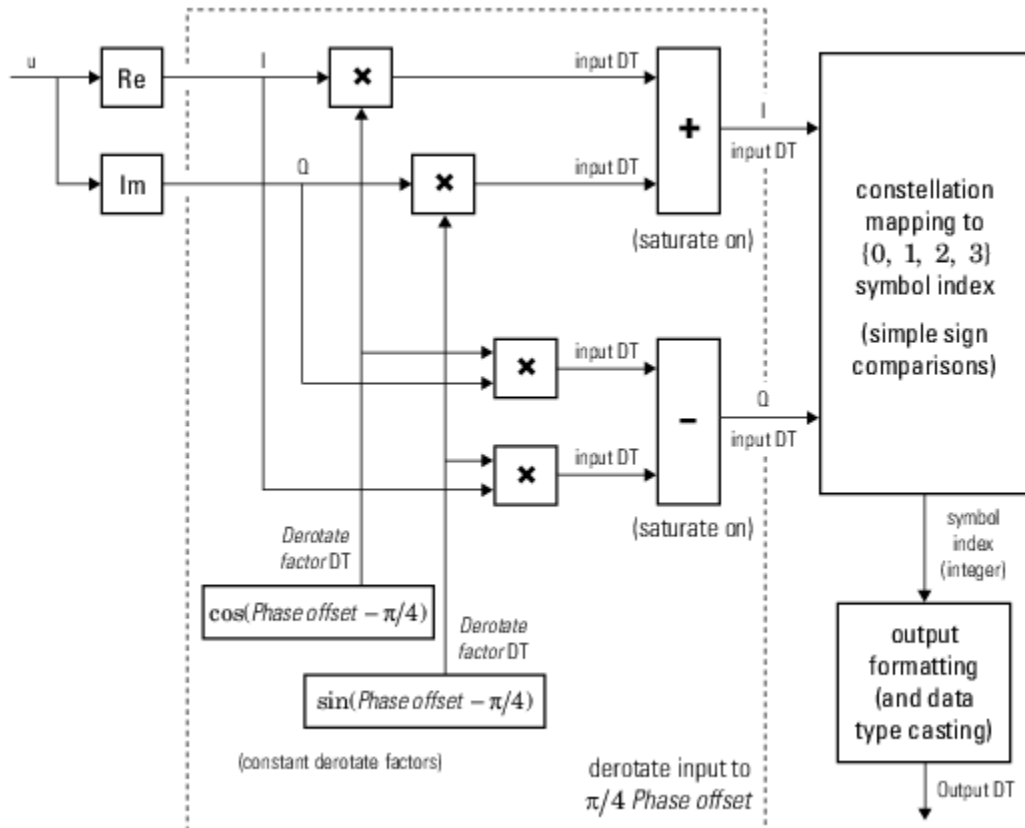 u
Re
I
×
input DT
+
I
input DT
Im
Q
×
input DT
(saturate on)
constellation
mapping to
{0, 1, 2, 3}
symbol index
(simple sign
comparisons)
×
input DT
-
Q
input DT
×
input DT
(saturate on)
Derotate
factor DT
cos(Phase offset − π/4)
Derotate
factor DT
sin(Phase offset − π/4)
(constant derotate factors)
derotate input to
π/4 Phase offset
symbol
index
(integer)
output
formatting
(and data
type casting)
Output DT